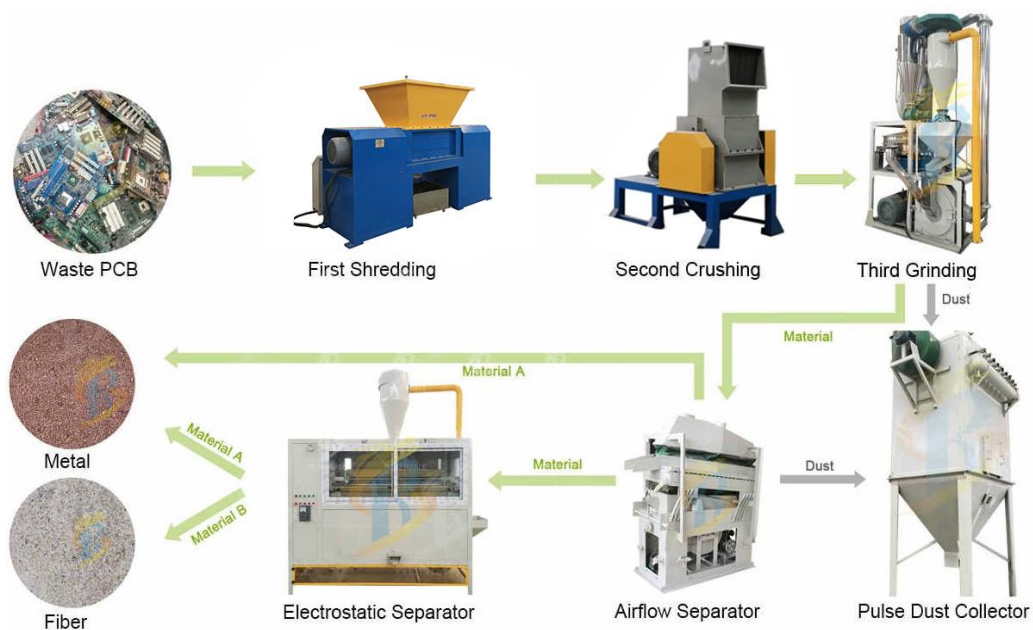 Waste PCB
First Shredding
Second Crushing
Third Grinding
Dust
Material
Material A
Metal
Material A
Material B
Material
Dust
Fiber
Electrostatic Separator
Airflow Separator
Pulse Dust Collector